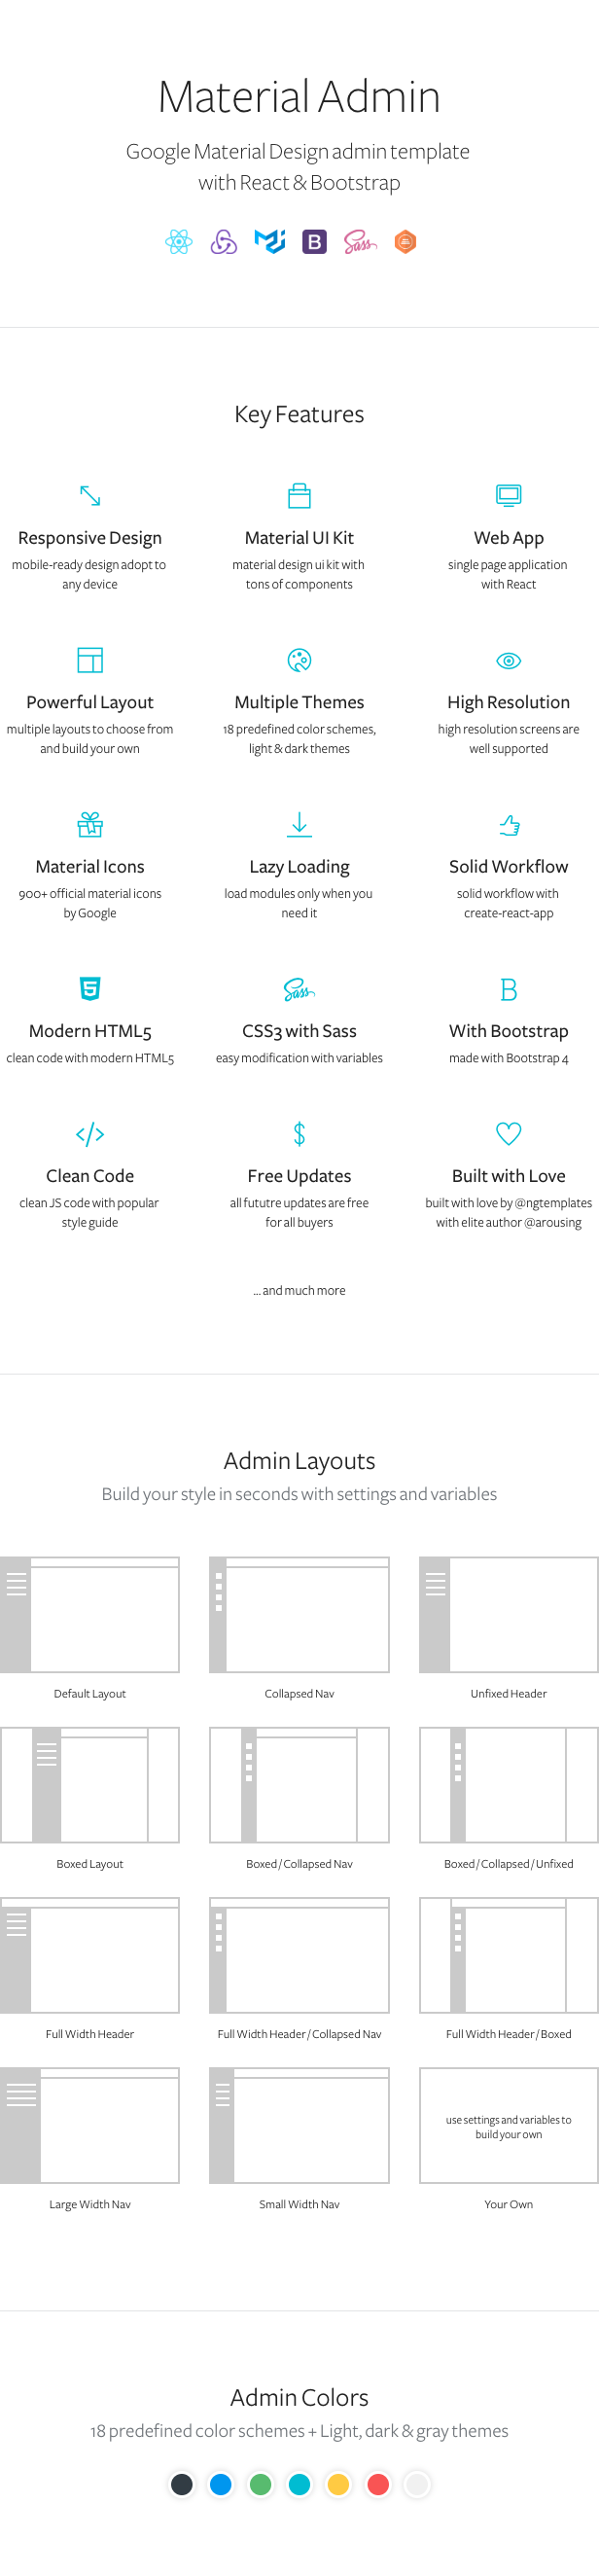 Material Admin
Google Material Design admin template
with React & Bootstrap
B
Sass
Key Features
Responsive Design
mobile-ready design adopt to
any device
Material UI Kit
material design ui kit with
tons of components
Web App
single page application
with React
Powerful Layout
multiple layouts to choose from
and build your own
Multiple Themes
18 predefined color schemes,
light & dark themes
High Resolution
high resolution screens are
well supported
Material Icons
900+ official material icons
by Google
Lazy Loading
load modules only when you
need it
Solid Workflow
solid workflow with
create-react-app
5
Modern HTML5
clean code with modern HTML5
Sass
CSS3 with Sass
easy modification with variables
B
With Bootstrap
made with Bootstrap 4
</>
Clean Code
clean JS code with popular
style guide
$
Free Updates
all fututre updates are free
for all buyers
Built with Love
built with love by @ngtemplates
with elite author @arousing
... and much more
Admin Layouts
Build your style in seconds with settings and variables
Default Layout
Collapsed Nav
Unfixed Header
Boxed Layout
Boxed / Collapsed Nav
Boxed / Collapsed / Unfixed
Full Width Header
Full Width Header / Collapsed Nav
Full Width Header / Boxed
Large Width Nav
Small Width Nav
use settings and variables to
build your own
Your Own
Admin Colors
18 predefined color schemes + Light, dark & gray themes